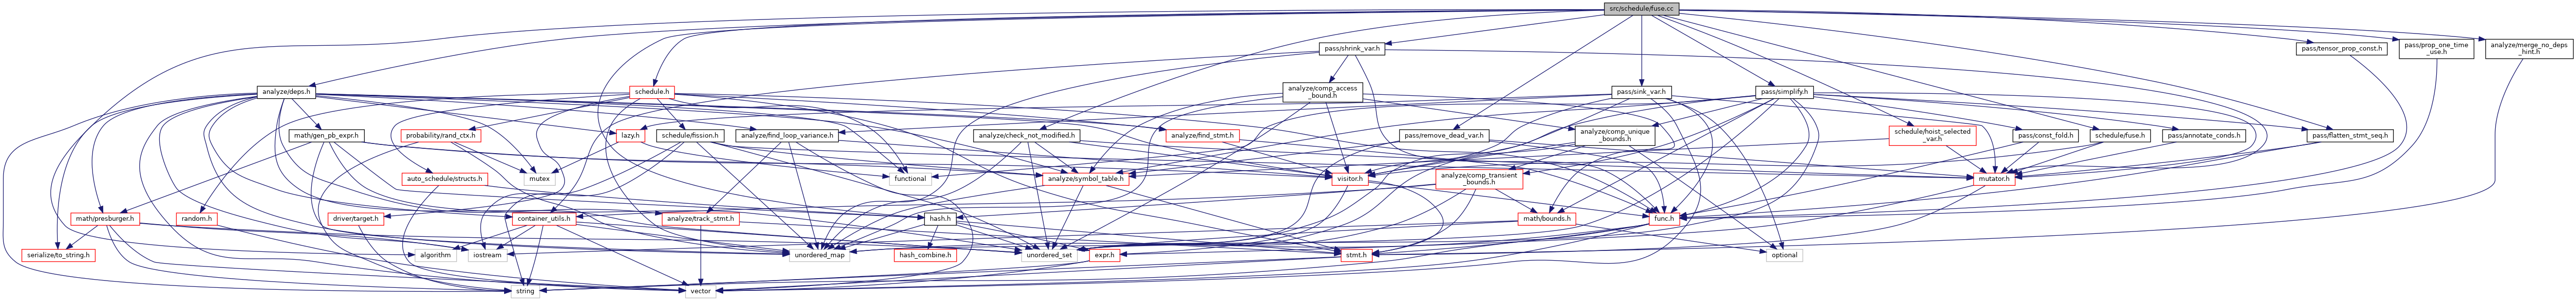 src/schedule/fuse.cc
pass/shrink_var.h
pass/tensor_prop_const.h
pass/prop_one_time
_use.h
analyze/merge_no_deps
_hint.h
analyze/deps.h
schedule.h
analyze/comp_access
_bound.h
pass/sink_var.h
pass/simplify.h
math/gen_pb_expr.h
probability/rand_ctx.h
lazy.h
schedule/fission.h
analyze/find_loop_variance.h
analyze/check_not_modified.h
analyze/find_stmt.h
pass/remove_dead_var.h
analyze/comp_unique
_bounds.h
schedule/hoist_selected
_var.h
pass/const_fold.h
schedule/fuse.h
pass/annotate_conds.h
pass/flatten_stmt_seq.h
auto_schedule/structs.h
mutex
functional
analyze/symbol_table.h
visitor.h
analyze/comp_transient
_bounds.h
mutator.h
math/presburger.h
random.h
driver/target.h
container_utils.h
analyze/track_stmt.h
hash.h
math/bounds.h
func.h
serialize/to_string.h
algorithm
iostream
unordered_map
hash_combine.h
unordered_set
expr.h
stmt.h
optional
string
vector